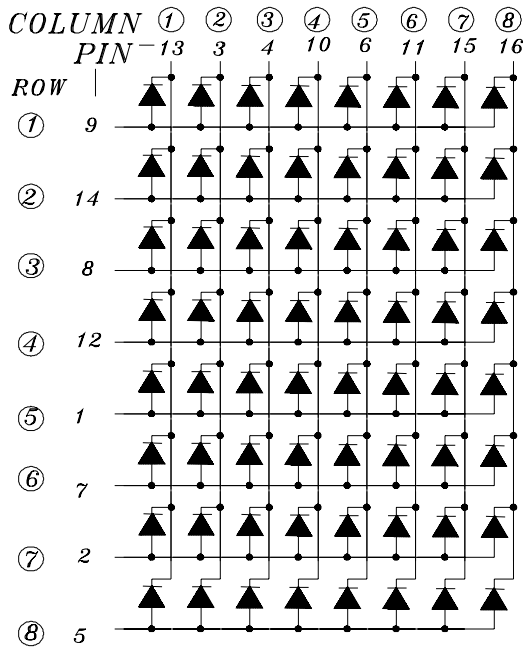 COLUMN ① ② ③ ④ ⑤ ⑥ ⑦ ⑧
PIN 13 3 4 10 6 11 15 16
ROW
① 9
② 14
③ 8
④ 12
⑤ 1
⑥ 7
⑦ 2
⑧ 5